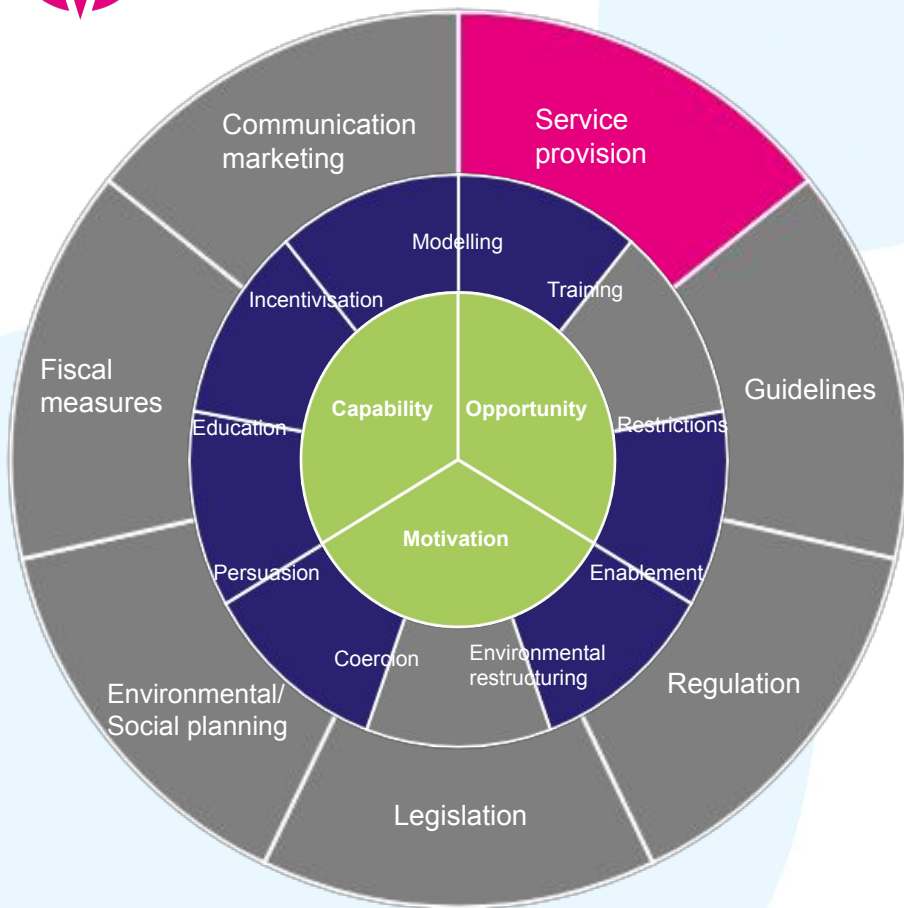 Communication
marketing
Service
provision
Modelling
Incentivisation
Training
Fiscal
measures
Guidelines
Capability
Opportunity
Education
Restrictions
Motivation
Persuasion
Enablement
Coercion
Environmental
restructuring
Environmental/
Social planning
Regulation
Legislation